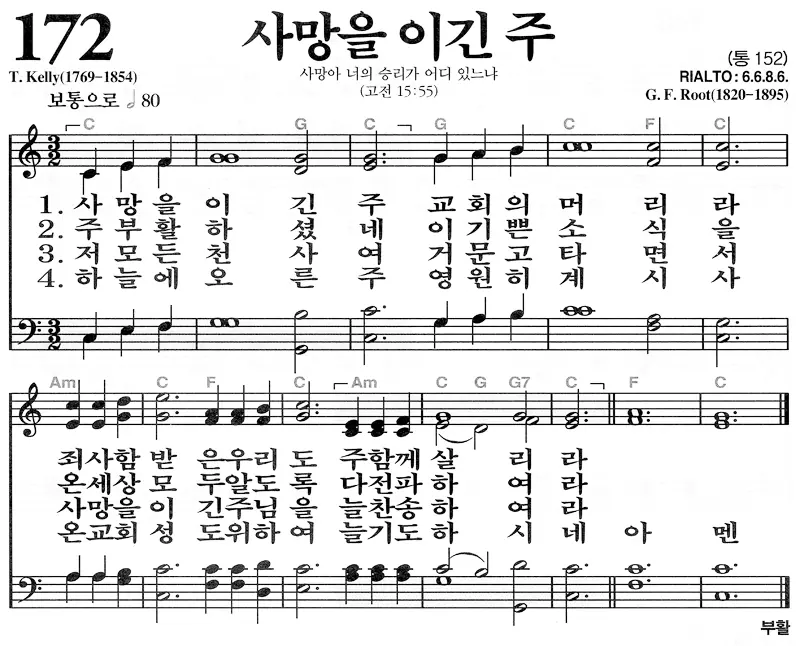 172 사망을 이긴 주
(통 152)
T. Kelly(1769-1854) 사망아 너의 승리가 어디 있느냐 RIALTO : 6.6.8.6.
보통으로 80 (고전 15:55) G. F. Root(1820-1895)
C G C G C F C
3 2
1. 사 망 을 이 긴 주 교 회 의 머 리 라
2. 주 부 활 하 셨 네 이 기 쁜 소 식 을
3. 저 모 든 천 사 여 거 문 고 타 면 서
4. 하 늘 에 오 른 주 영 원 히 계 시 사
3 2
Am C F C Am C G G7 C F C
죄 사 함 받 은 우 리 도 주 함 께 살 리 라
온 세 상 모 두 알 도 록 다 전 파 하 여 라
사 망 을 이 긴 주 님 을 늘 찬 송 하 여 라
온 교 회 성 도 위 하 여 늘 기 도 하 시 네 아 멘
부활